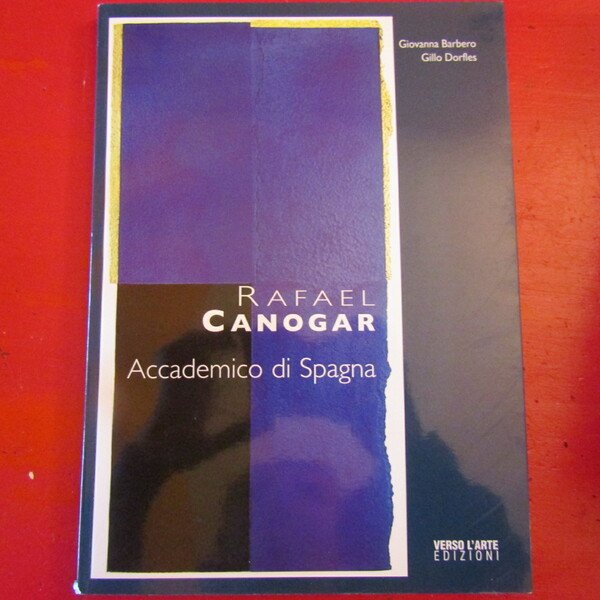 Giovanna Barbero
Gillo Dorfles
RAFAEL
CANOGAR
Accademico di Spagna
VERSO L'ARTE
EDIZIONI